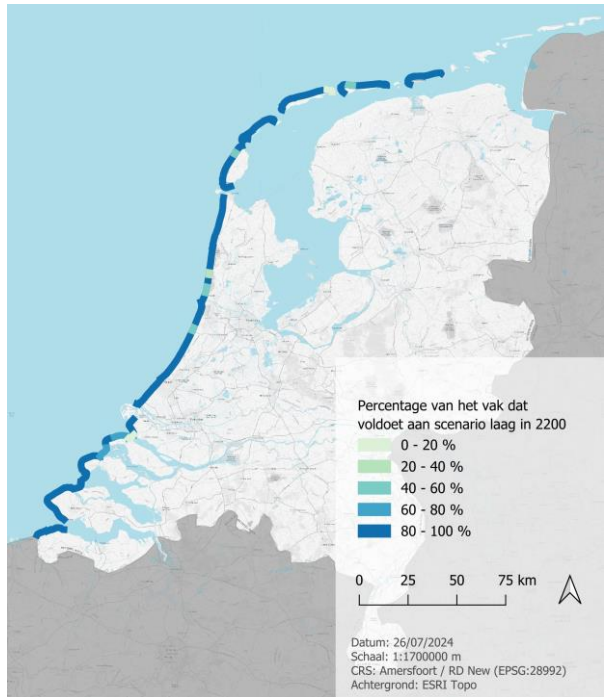 Percentage van het vak dat
voldoet aan scenario laag in 2200
0 - 20 %
20 - 40 %
40 - 60 %
60 - 80 %
80 - 100 %
0 25 50 75 km
Datum: 26/07/2024
Schaal: 1:1700000 m
CRS: Amersfoort / RD New (EPSG:28992)
Achtergrond: ESRI Topo